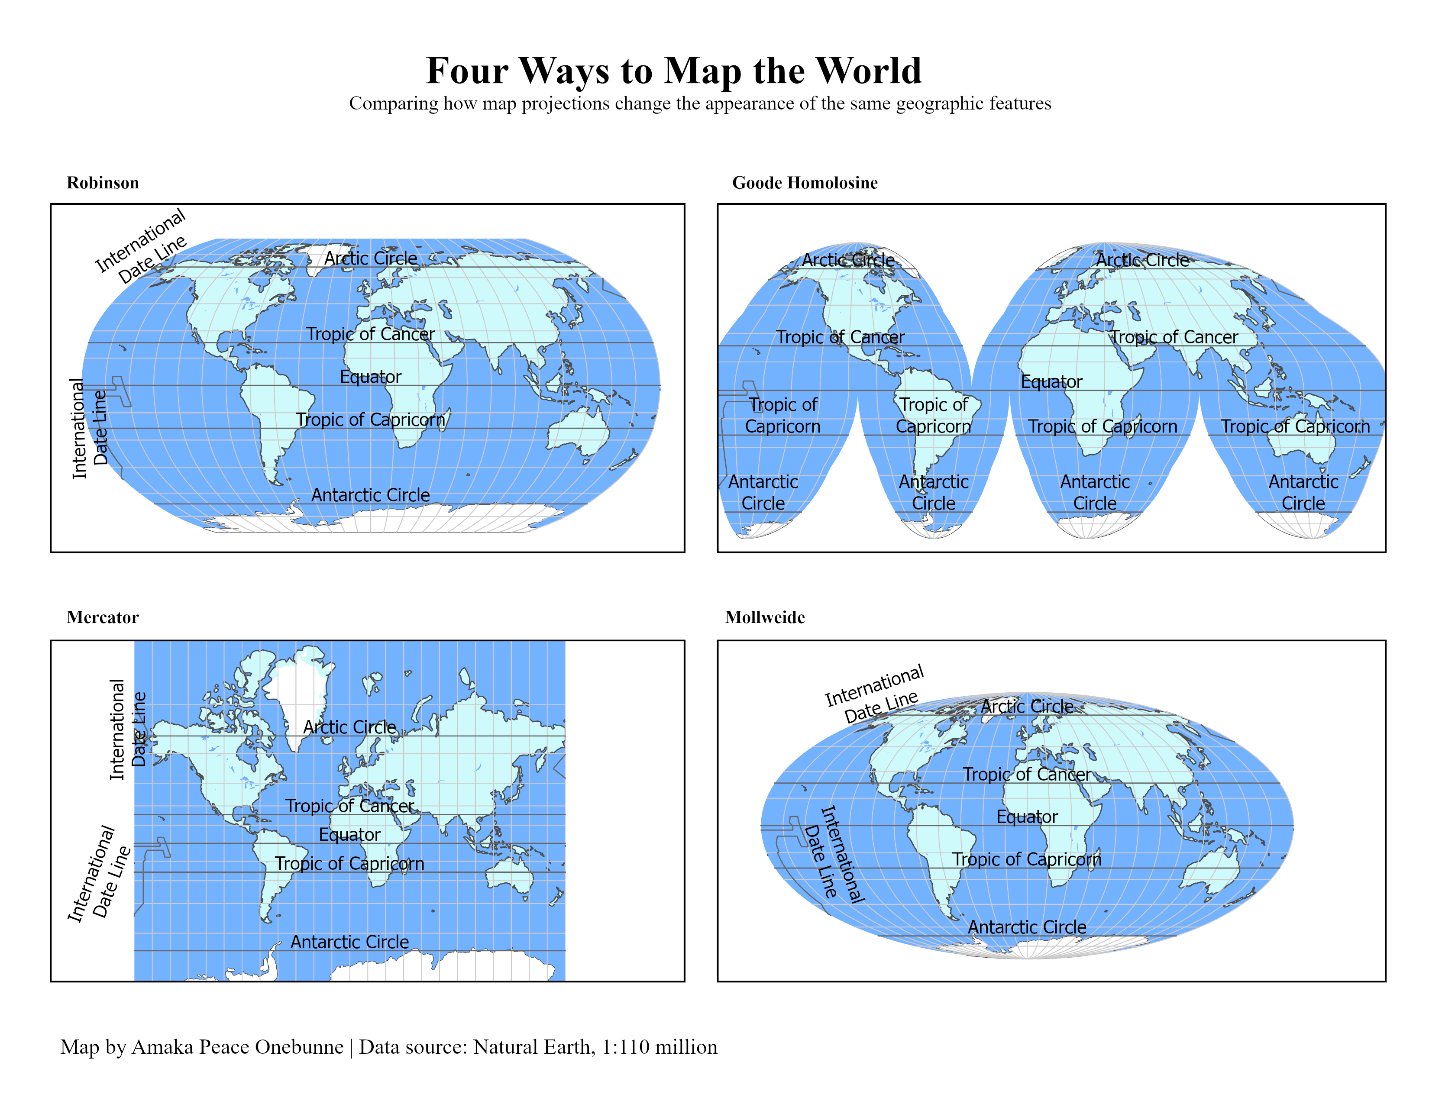 Four Ways to Map the World
Comparing how map projections change the appearance of the same geographic features
Robinson
International
Date Line
Arctic Circle
Tropic of Cancer
Equator
International
Date Line
Tropic of Capricorn
Antarctic Circle
Goode Homolosine
Arctic Circle
Arctic Circle
Tropic of Cancer
Tropic of Cancer
Equator
Tropic of
Capricorn
Tropic of
Capricorn
Tropic of Capricorn
Tropic of Capricorn
Antarctic
Circle
Antarctic
Circle
Antarctic
Circle
Antarctic
Circle
Mercator
International
Date Line
Arctic Circle
Tropic of Cancer
Equator
Tropic of Capricorn
International
Date Line
Antarctic Circle
Mollweide
International
Date Line
Arctic Circle
Tropic of Cancer
Equator
International
Date Line
Tropic of Capricorn
Antarctic Circle
Map by Amaka Peace Onebunne | Data source: Natural Earth, 1:110 million